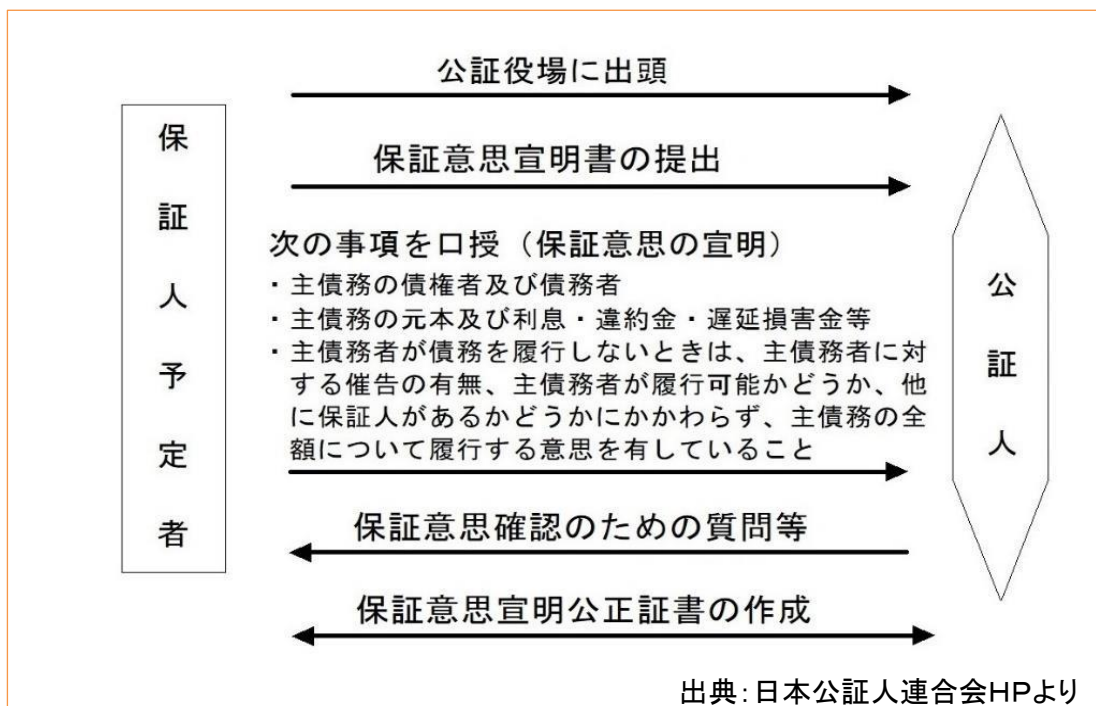 公証役場に出頭
保証人予定者
保証意思宣明書の提出
次の事項を口授（保証意思の宣明）
・主債務の債権者及び債務者
・主債務の元本及び利息・違約金・遅延損害金等
・主債務者が債務を履行しないときは、主債務者に対
する催告の有無、主債務者が履行可能かどうか、他
に保証人があるかどうかにかかわらず、主債務の全
額について履行する意思を有していること
公証人
保証意思確認のための質問等
保証意思宣明公正証書の作成
出典：日本公証人連合会ＨＰより